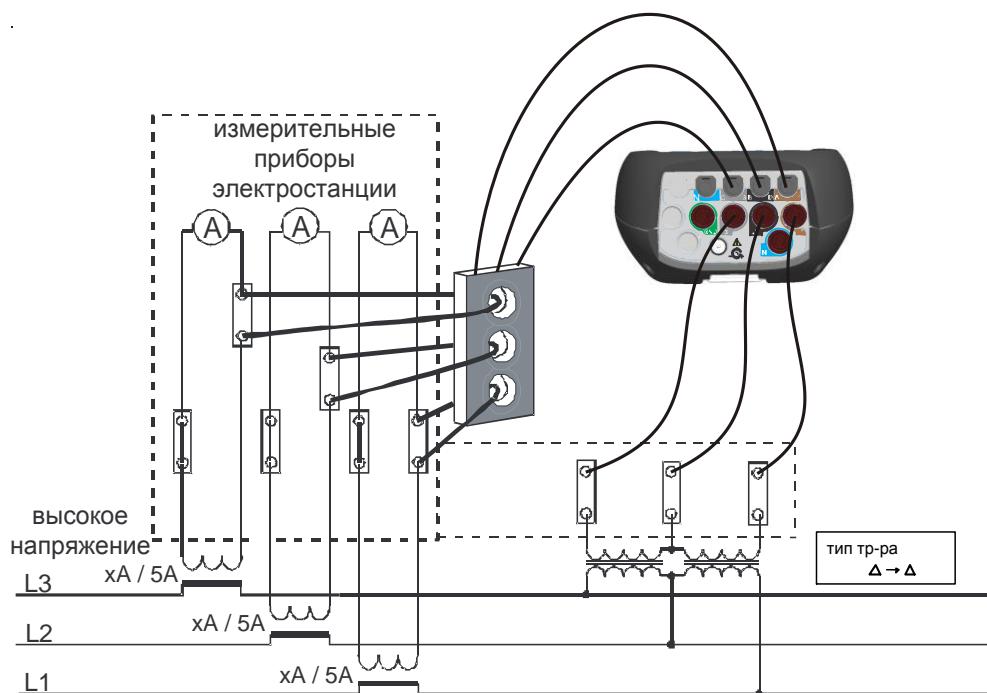 измерительные
приборы
электростанции
A
A
A
N
N
высокое
напряжение
тип тр-ра
Δ → Δ
xA / 5A
L3
xA / 5A
L2
xA / 5A
L1